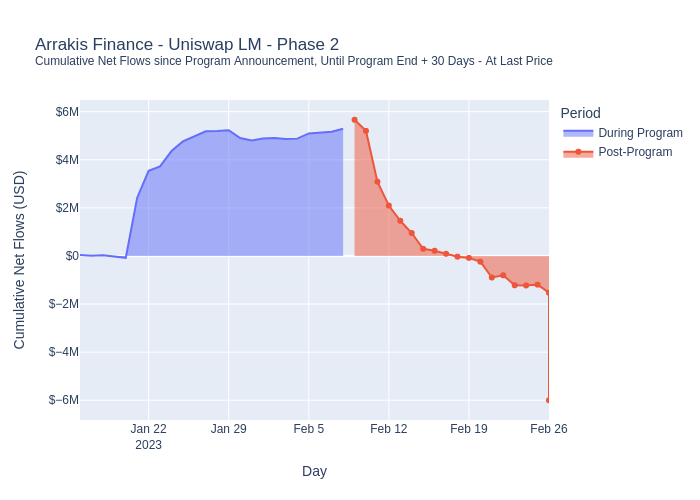 Arrakis Finance - Uniswap LM - Phase 2
Cumulative Net Flows since Program Announcement, Until Program End + 30 Days - At Last Price
Period
During Program
Post-Program
Cumulative Net Flows (USD)
$6M
$4M
$2M
$0
$−2M
$−4M
$−6M
Jan 22
2023
Jan 29
Feb 5
Feb 12
Feb 19
Feb 26
Day